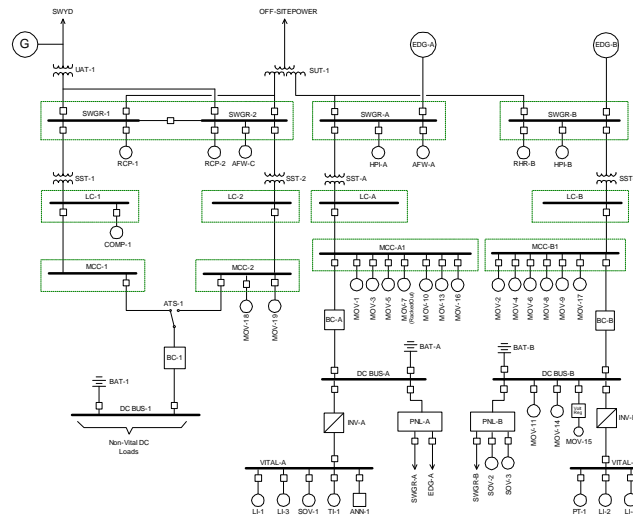 SWYD
OFF-SITEPOWER
G
UAT-1
SUT-1
EDG-A
EDG-B
SWGR-1
SWGR-2
SWGR-A
SWGR-B
RCP-1
RCP-2
AFW-C
HPI-A
AFW-A
RHR-B
HPI-B
SST-1
SST-2
SST-A
SST
LC-1
LC-2
LC-A
LC-B
COMP-1
MCC-1
MCC-2
MCC-A1
MCC-B1
ATS-1
MOV-18
MOV-19
MOV-1
MOV-3
MOV-5
MOV-7
(RackedOut)
MOV-10
MOV-13
MOV-16
MOV-2
MOV-4
MOV-6
MOV-8
MOV-9
MOV-17
BC-1
BC-A
BC-B
BAT-1
BAT-A
BAT-B
DC BUS-1
DC BUS-A
DC BUS-B
Non-Vital DC
Loads
INV-A
PNL-A
PNL-B
MOV-11
MOV-14
MOV-15
SWGR-A
EDG-A
SWGR-B
SOV-2
SOV-3
VITAL-A
VITAL-
LI-1
LI-3
SOV-1
TI-1
ANN-1
PT-1
LI-2